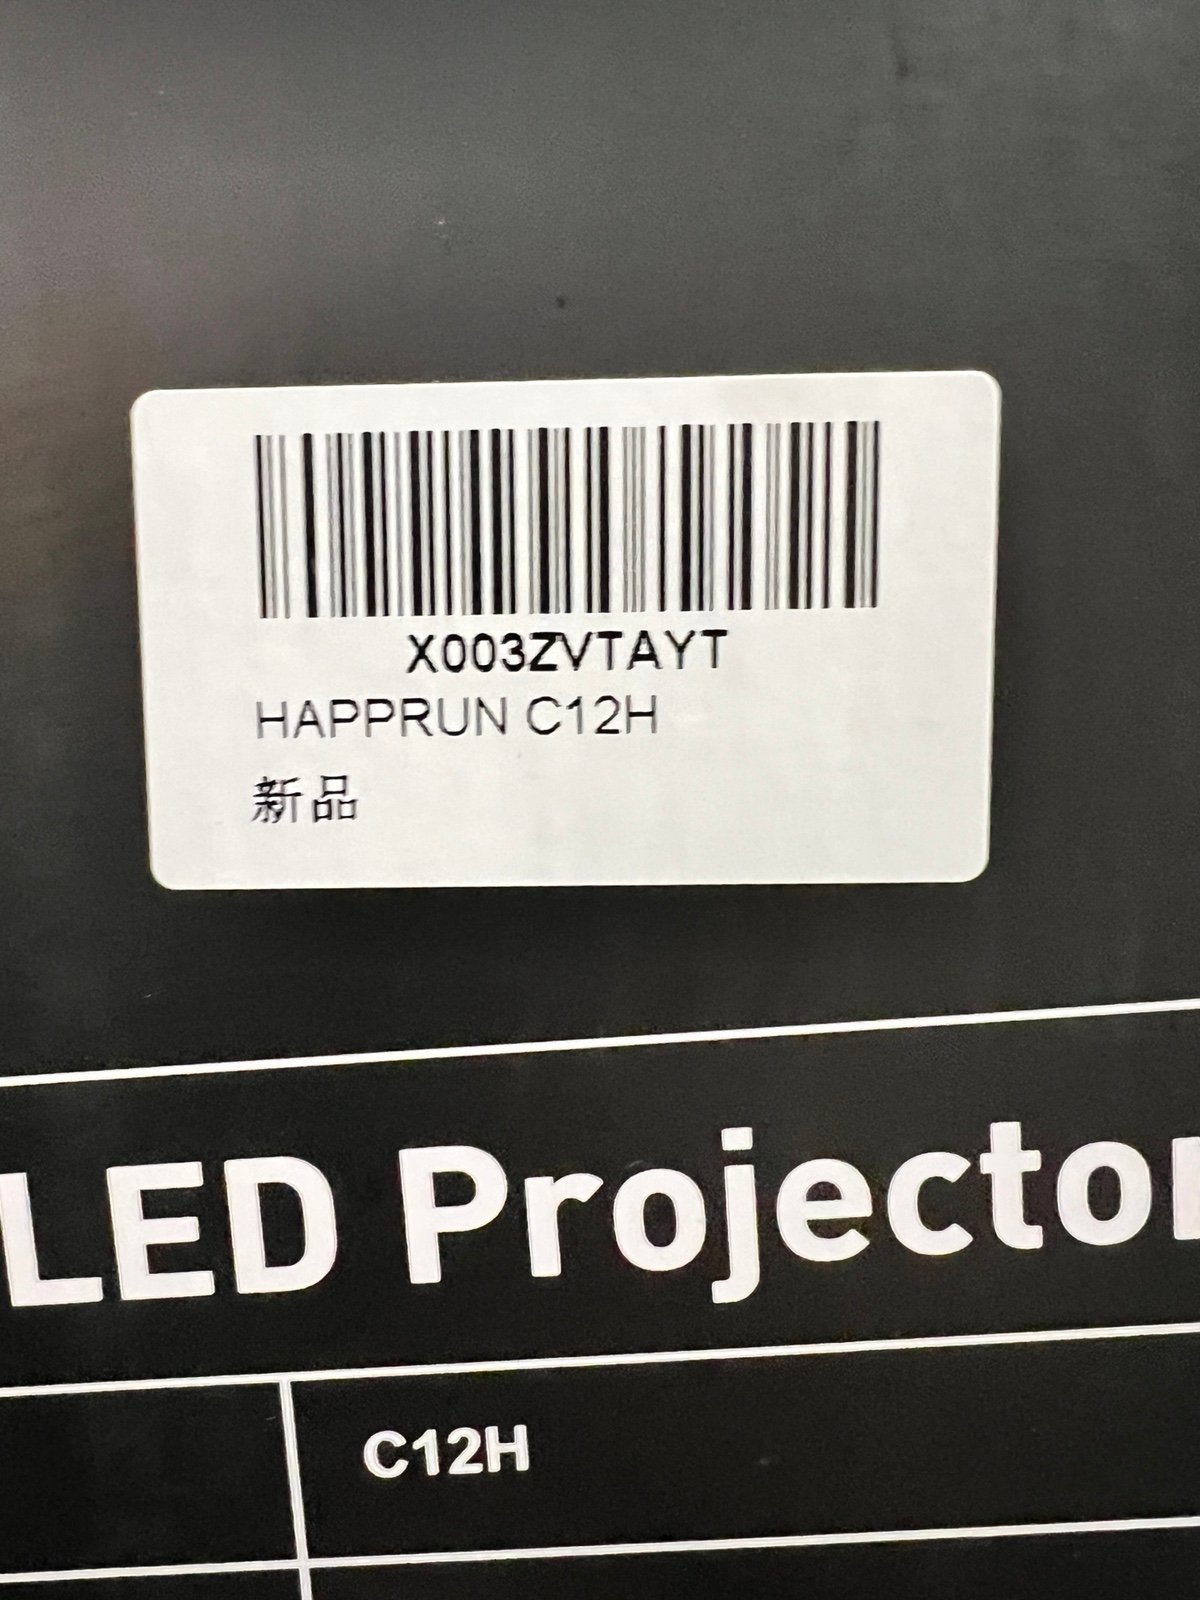 X003ZVTAYT
HAPPRUN C12H
新品
LED Projector
C12H